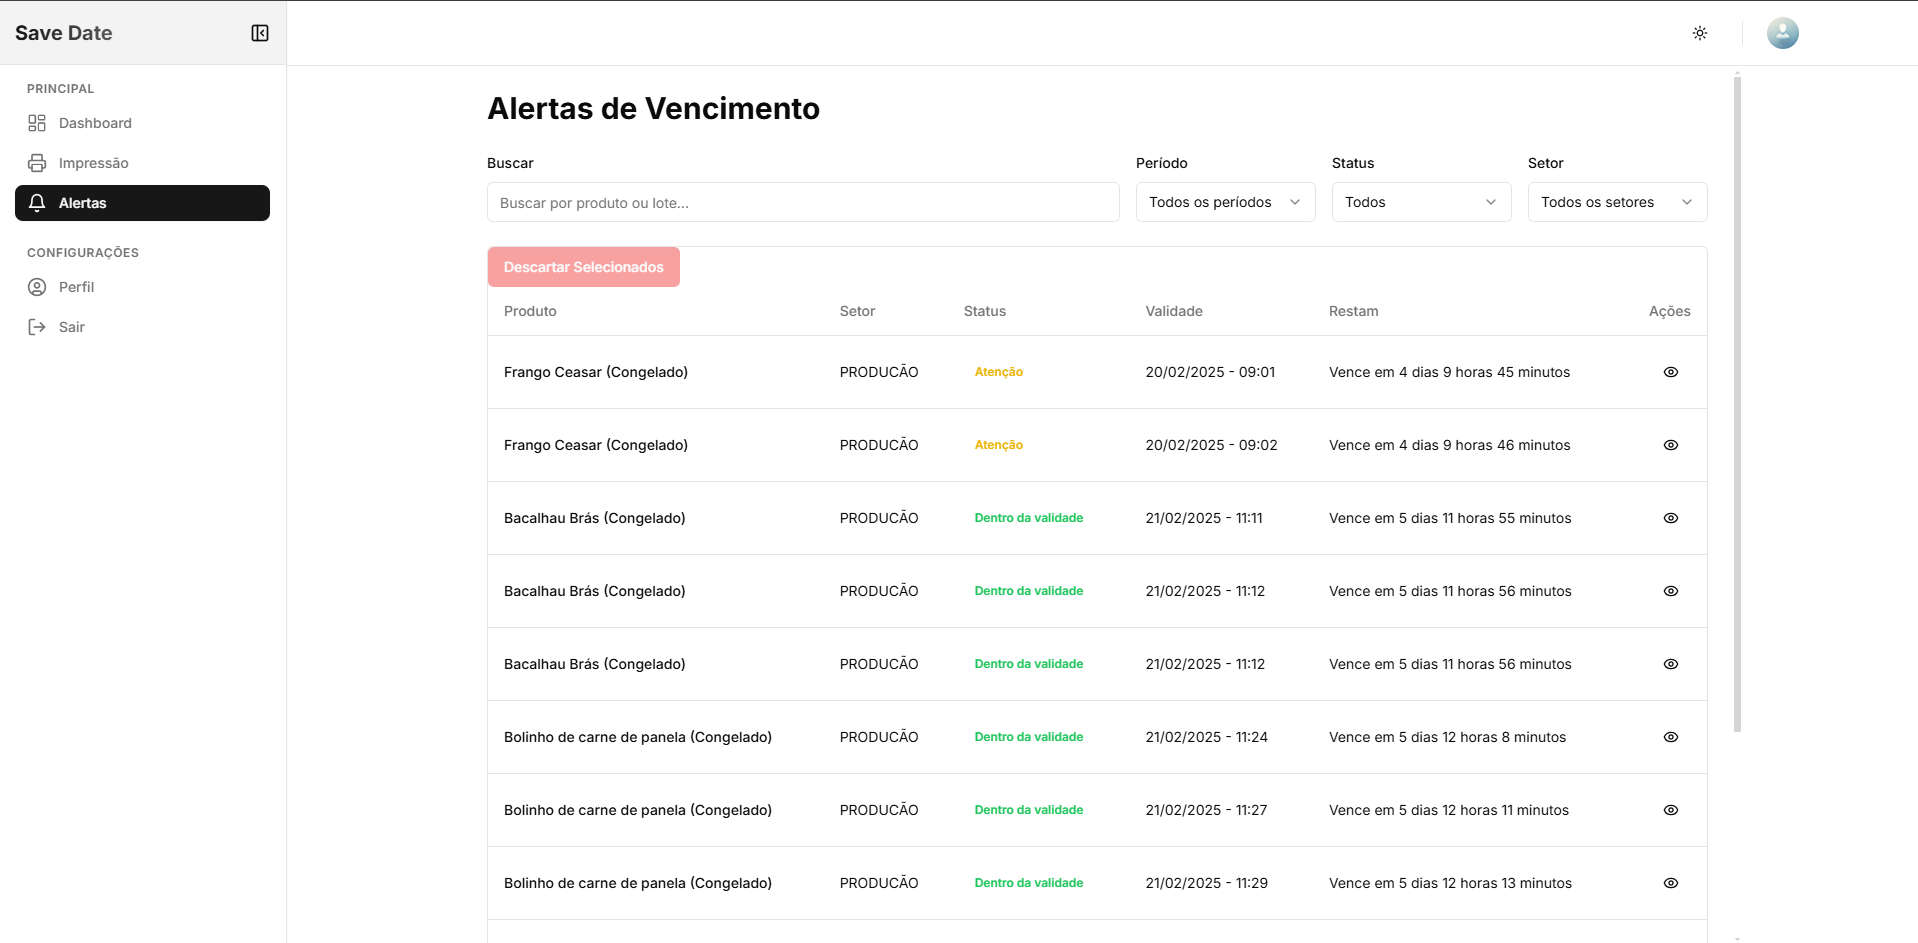 Save Date
PRINCIPAL
Dashboard
Impressão
Alertas
CONFIGURAÇÕES
Perfil
Sair
Alertas de Vencimento
Buscar Período Status Setor
Buscar por produto ou lote... Todos os períodos Todos Todos os setores
Descartar Selecionados
Produto Setor Status Validade Restam Ações
Frango Ceasar (Congelado) PRODUCÃO Atenção 20/02/2025 - 09:01 Vence em 4 dias 9 horas 45 minutos
Frango Ceasar (Congelado) PRODUCÃO Atenção 20/02/2025 - 09:02 Vence em 4 dias 9 horas 46 minutos
Bacalhau Brás (Congelado) PRODUCÃO Dentro da validade 21/02/2025 - 11:11 Vence em 5 dias 11 horas 55 minutos
Bacalhau Brás (Congelado) PRODUCÃO Dentro da validade 21/02/2025 - 11:12 Vence em 5 dias 11 horas 56 minutos
Bacalhau Brás (Congelado) PRODUCÃO Dentro da validade 21/02/2025 - 11:12 Vence em 5 dias 11 horas 56 minutos
Bolinho de carne de panela (Congelado) PRODUCÃO Dentro da validade 21/02/2025 - 11:24 Vence em 5 dias 12 horas 8 minutos
Bolinho de carne de panela (Congelado) PRODUCÃO Dentro da validade 21/02/2025 - 11:27 Vence em 5 dias 12 horas 11 minutos
Bolinho de carne de panela (Congelado) PRODUCÃO Dentro da validade 21/02/2025 - 11:29 Vence em 5 dias 12 horas 13 minutos